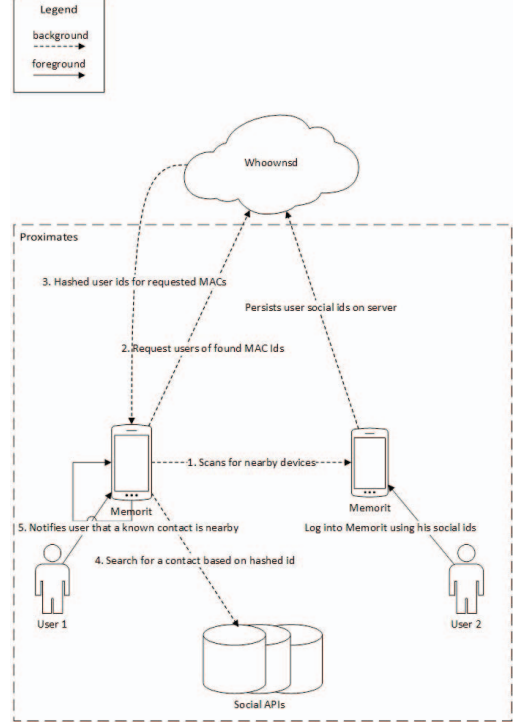 Legend
background
foreground
Whoownsd
Proximates
3. Hashed user ids for requested MACs
Persists user social ids on server
2. Request users of found MAC Ids
1. Scans for nearby devices
Memorit
Memorit
5. Notifies user that a known contact is nearby
Log into Memorit using his social ids
4. Search for a contact based on hashed id
User 1
User 2
Social APIs